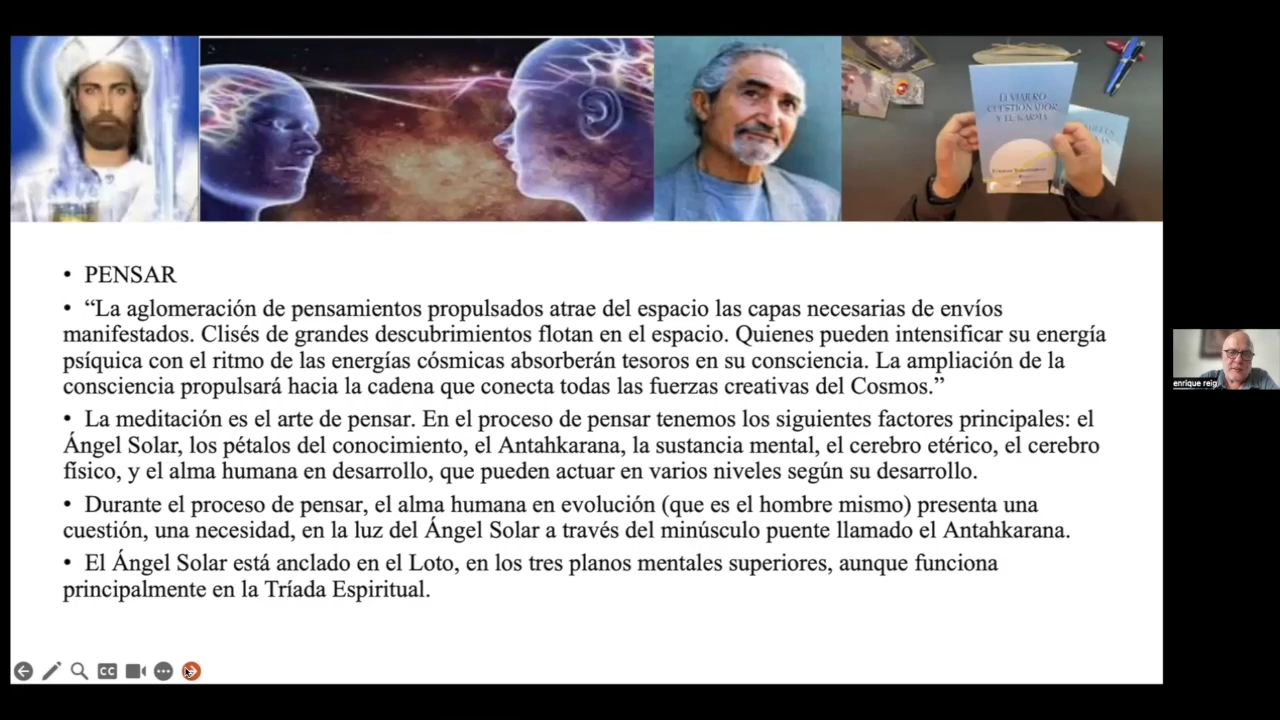 EL VIAJERO
CUESTIONADOR
Y EL KARMA
• PENSAR
• “La aglomeración de pensamientos propulsados atrae del espacio las capas necesarias de envíos
manifestados. Clisés de grandes descubrimientos flotan en el espacio. Quienes pueden intensificar su energía
psíquica con el ritmo de las energías cósmicas absorberán tesoros en su consciencia. La ampliación de la
consciencia propulsará hacia la cadena que conecta todas las fuerzas creativas del Cosmos.”
• La meditación es el arte de pensar. En el proceso de pensar tenemos los siguientes factores principales: el
Ángel Solar, los pétalos del conocimiento, el Antahkarana, la sustancia mental, el cerebro etérico, el cerebro
físico, y el alma humana en desarrollo, que pueden actuar en varios niveles según su desarrollo.
• Durante el proceso de pensar, el alma humana en evolución (que es el hombre mismo) presenta una
cuestión, una necesidad, en la luz del Ángel Solar a través del minúsculo puente llamado el Antahkarana.
• El Ángel Solar está anclado en el Loto, en los tres planos mentales superiores, aunque funciona
principalmente en la Tríada Espiritual.
CC
enrique reig